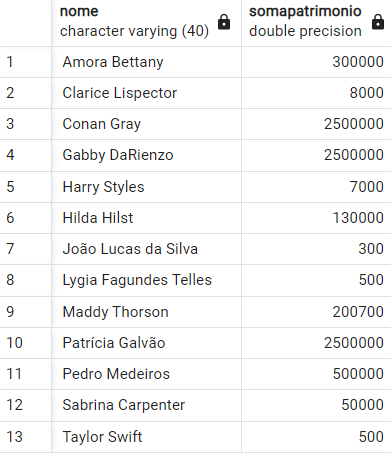 nome somapatrimonio
character varying (40) double precision
1 Amora Bettany 300000
2 Clarice Lispector 8000
3 Conan Gray 2500000
4 Gabby DaRienzo 2500000
5 Harry Styles 7000
6 Hilda Hilst 130000
7 João Lucas da Silva 300
8 Lygia Fagundes Telles 500
9 Maddy Thorson 200700
10 Patrícia Galvão 2500000
11 Pedro Medeiros 500000
12 Sabrina Carpenter 50000
13 Taylor Swift 500